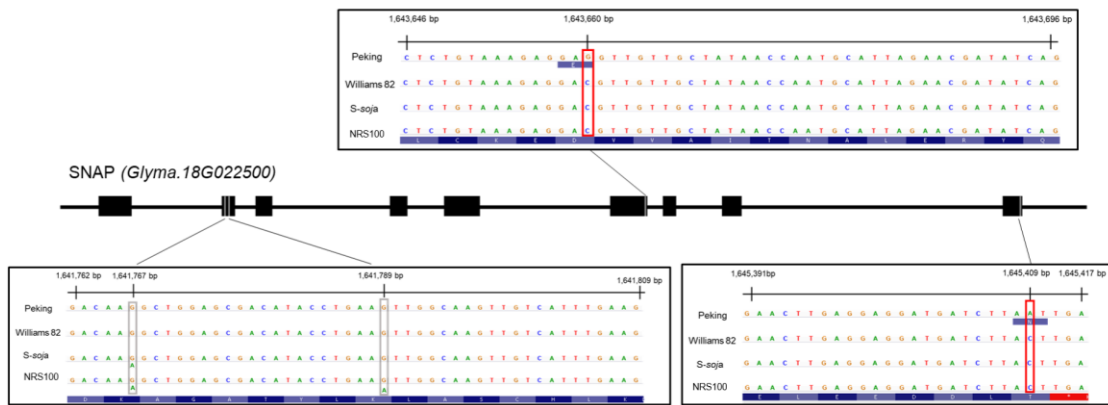 1,643,646 bp 1,643,660 bp 1,643,696 bp
Peking C T C T G T A A A G A G G A G G T T G T T G C T A T A A C C A A T G C A T T A G A A C G A T A T C A G
E
Williams 82 C T C T G T A A A G A G G A C G T T G T T G C T A T A A C C A A T G C A T T A G A A C G A T A T C A G
S-soja C T C T G T A A A G A G G A C G T T G T T G C T A T A A C C A A T G C A T T A G A A C G A T A T C A G
NRS100 C T C T G T A A A G A G G A C G T T G T T G C T A T A A C C A A T G C A T T A G A A C G A T A T C A G
L C K E D V V A I T N A L E R Y Q
SNAP (Glyma.18G022500)
1,641,762 bp 1,641,767 bp 1,641,789 bp 1,641,809 bp
Peking G A C A A G G C T G G A G C G A C A T A C C T G A A G T T G G C A A G T T G T C A T T T G A A G
Williams 82 G A C A A G G C T G G A G C G A C A T A C C T G A A G T T G G C A A G T T G T C A T T T G A A G
S-soja G A C A A G G C T G G A G C G A C A T A C C T G A A G T T G G C A A G T T G T C A T T T G A A G
A
NRS100 G A C A A G G C T G G A G C G A C A T A C C T G A A G T T G G C A A G T T G T C A T T T G A A G
A A
D K A G A T Y L K L A S C H L K
1,645,391bp 1,645,409 bp 1,645,417 bp
Peking G A A C T T G A G G A G G A T G A T C T T A A T T G A
N
Williams 82 G A A C T T G A G G A G G A T G A T C T T A C T T G A
S-soja G A A C T T G A G G A G G A T G A T C T T A C T T G A
NRS100 G A A C T T G A G G A G G A T G A T C T T A C T T G A
E L E E D D L T *